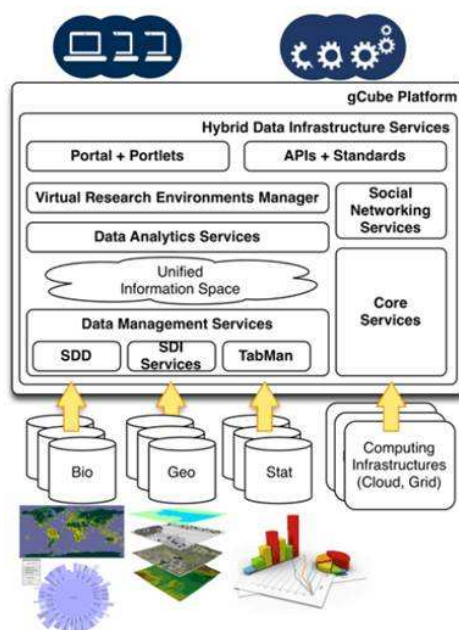 gCube Platform
Hybrid Data Infrastructure Services
Portal + Portlets
APIs + Standards
Virtual Research Environments Manager
Social
Networking
Services
Data Analytics Services
Unified
Information Space
Core
Services
Data Management Services
SDD
SDI
Services
TabMan
Bio
Geo
Stat
Computing
Infrastructures
(Cloud, Grid)